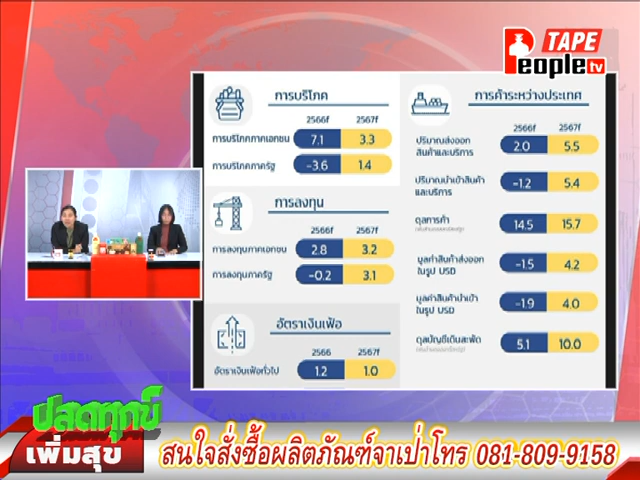 TAPE
People tv
การบริโภค
2566f 2567f
การบริโภคภาคเอกชน 7.1 3.3
การบริโภคภาครัฐ -3.6 1.4
การลงทุน
2566f 2567f
การลงทุนภาคเอกชน 2.8 3.2
การลงทุนภาครัฐ -0.2 3.1
อัตราเงินเฟ้อ
2566 2567f
อัตราเงินเฟ้อทั่วไป 1.2 1.0
การค้าระหว่างประเทศ
2566f 2567f
ปริมาณส่งออก
สินค้าและบริการ 2.0 5.5
ปริมาณนำเข้าสินค้า
และบริการ -1.2 5.4
ดุลการค้า 14.5 15.7
มูลค่าสินค้าส่งออก
ในรูป USD -1.5 4.2
มูลค่าสินค้านำเข้า
ในรูป USD -1.9 4.0
ดุลบัญชีเดินสะพัด 5.1 10.0
ปลดทุกข์
เพิ่มสุข
สนใจสั่งซื้อผลิตภัณฑ์จาเป่าโทร 081-809-9158